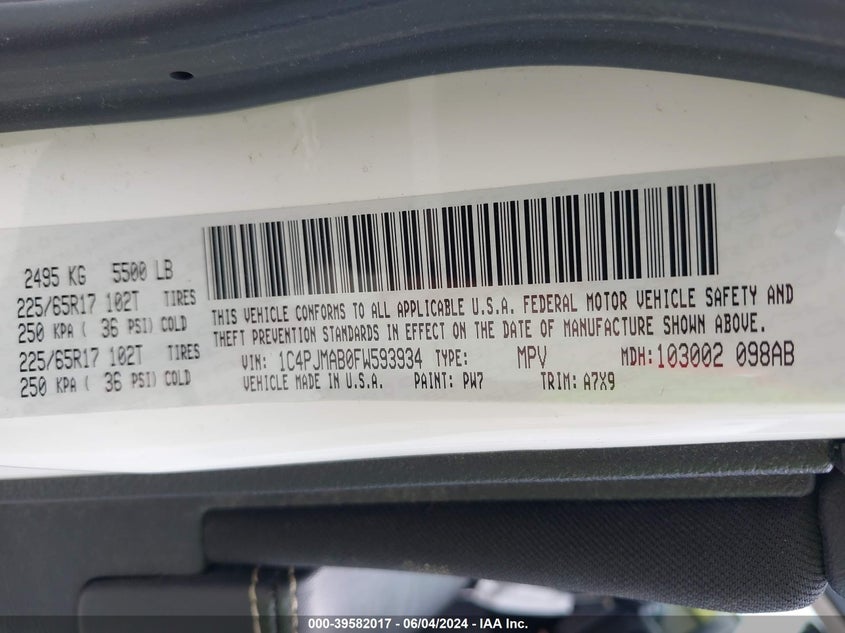 2495 KG 5500 LB
225/65R17 102T TIRES
250 KPA ( 36 PSI) COLD
225/65R17 102T TIRES
250 KPA ( 36 PSI) COLD
THIS VEHICLE CONFORMS TO ALL APPLICABLE U.S.A. FEDERAL MOTOR VEHICLE SAFETY AND
THEFT PREVENTION STANDARDS IN EFFECT ON THE DATE OF MANUFACTURE SHOWN ABOVE.
VIN: 1C4PJMAB0FW593934 TYPE: MPV MDH: 103002 098AB
VEHICLE MADE IN U.S.A. PAINT: PW7 TRIM: A7X9
000-39582017 - 06/04/2024 - IAA Inc.